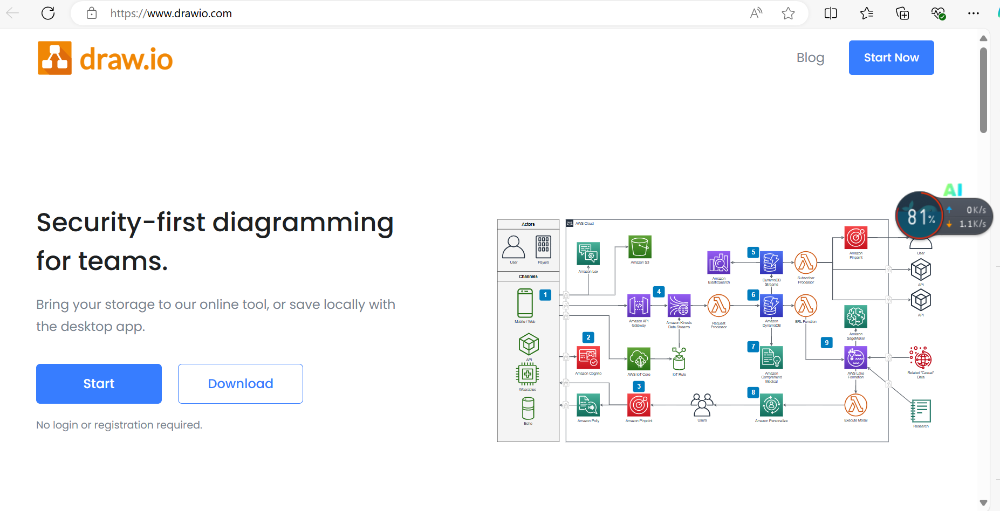 https://www.drawio.com
draw.io
Blog
Start Now
Security-first diagramming
for teams.
Bring your storage to our online tool, or save locally with
the desktop app.
Start
Download
No login or registration required.
AI
81%
0K/s
1.1K/s
Actors
User
Payers
Channels
1
Mobile / Web
API
Wearables
Echo
aws
AWS Cloud
Amazon Lex
Amazon S3
Amazon
ElasticSearch
5
DynamoDB
Streams
Subscriber
Processor
Amazon
Pinpoint
User
API
API
4
Amazon API
Gateway
Amazon Kinesis
Data Streams
Request
Processor
6
Amazon
DynamoDB
ERL Function
Amazon
SageMaker
2
Amazon Cognito
AWS IoT Core
IoT Rule
7
Amazon
Comprehend
Medical
9
AWS Lake
Formation
Related "Casual"
Data
3
Amazon Polly
Amazon Pinpoint
Users
8
Amazon Personalize
Execute Model
Research